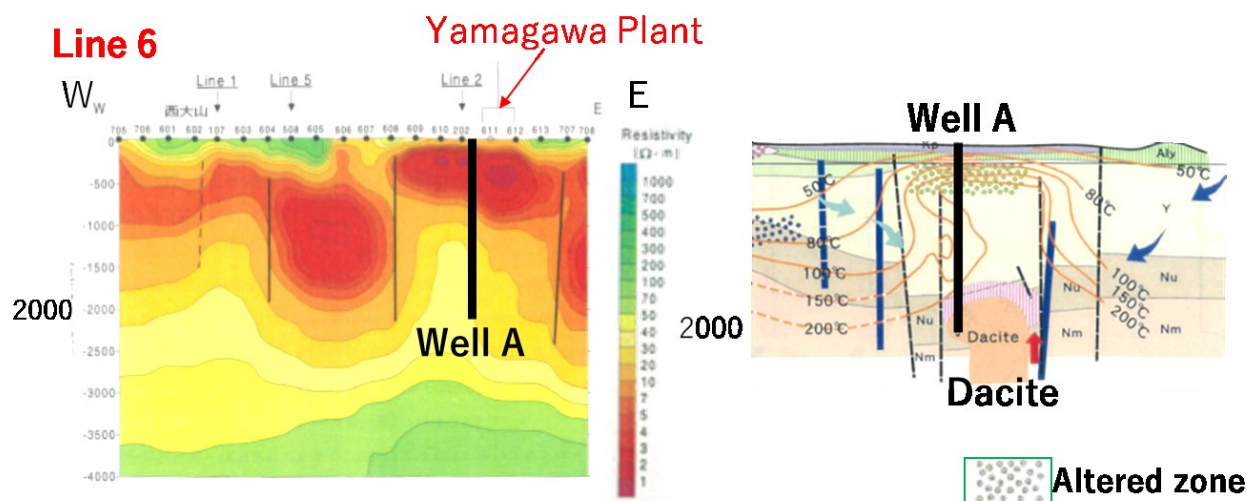 Line 6
Yamagawa Plant
W
W
Line 1
Line 5
Line 2
E
E
西大山
705 706 601 602 107 603 604 508 605 606 607 608 609 610 202 611 612 613 707 708
0
-500
-1000
-1500
2000
-2500
-3000
-3500
-4000
Well A
Resistivity
[Ω·m]
1000
700
500
400
300
200
100
70
50
40
30
20
10
7
5
4
3
2
1
Well A
Kp
Aly
50℃
50℃
80℃
Y
80℃
100℃
150℃
200℃
100℃
150℃
200℃
Nu
Nu
Nu
Nm
Nm
2000
Dacite
Dacite
Altered zone